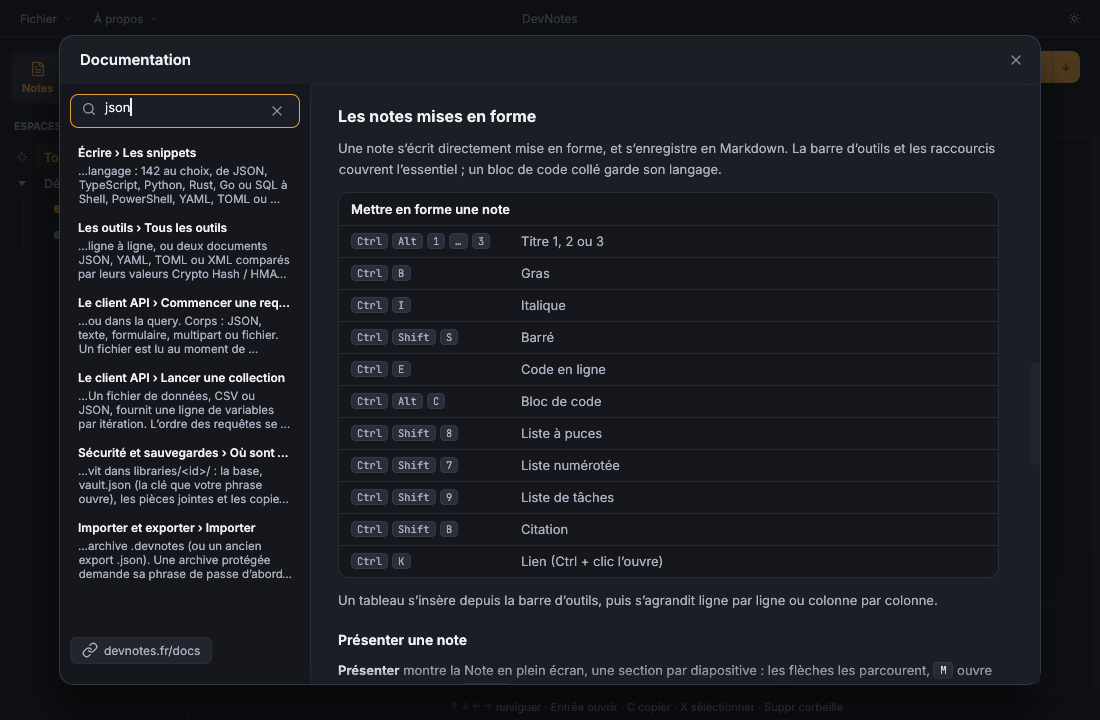 Fichier À propos DevNotes
Documentation
Notes
json
ESPACES
To
Dé
Écrire › Les snippets
...langage : 142 au choix, de JSON,
TypeScript, Python, Rust, Go ou SQL à
Shell, PowerShell, YAML, TOML ou ...
Les outils › Tous les outils
...ligne à ligne, ou deux documents
JSON, YAML, TOML ou XML comparés
par leurs valeurs Crypto Hash / HMA...
Le client API › Commencer une req...
...ou dans la query. Corps : JSON,
texte, formulaire, multipart ou fichier.
Un fichier est lu au moment de ...
Le client API › Lancer une collection
...Un fichier de données, CSV ou
JSON, fournit une ligne de variables
par itération. L’ordre des requêtes se ...
Sécurité et sauvegardes › Où sont ...
...vit dans libraries/<id>/ : la base,
vault.json (la clé que votre phrase
ouvre), les pièces jointes et les copie...
Importer et exporter › Importer
...archive .devnotes (ou un ancien
export .json). Une archive protégée
demande sa phrase de passe d’abord...
devnotes.fr/docs
Les notes mises en forme
Une note s’écrit directement mise en forme, et s’enregistre en Markdown. La barre d’outils et les raccourcis
couvrent l’essentiel ; un bloc de code collé garde son langage.
Mettre en forme une note
Ctrl Alt 1 … 3 Titre 1, 2 ou 3
Ctrl B Gras
Ctrl I Italique
Ctrl Shift S Barré
Ctrl E Code en ligne
Ctrl Alt C Bloc de code
Ctrl Shift 8 Liste à puces
Ctrl Shift 7 Liste numérotée
Ctrl Shift 9 Liste de tâches
Ctrl Shift B Citation
Ctrl K Lien (Ctrl + clic l’ouvre)
Un tableau s’insère depuis la barre d’outils, puis s’agrandit ligne par ligne ou colonne par colonne.
Présenter une note
Présenter montre la Note en plein écran, une section par diapositive : les flèches les parcourent, M ouvre
↑↓←→ naviguer · Entrée ouvrir · C copier · X sélectionner · Suppr corbeille